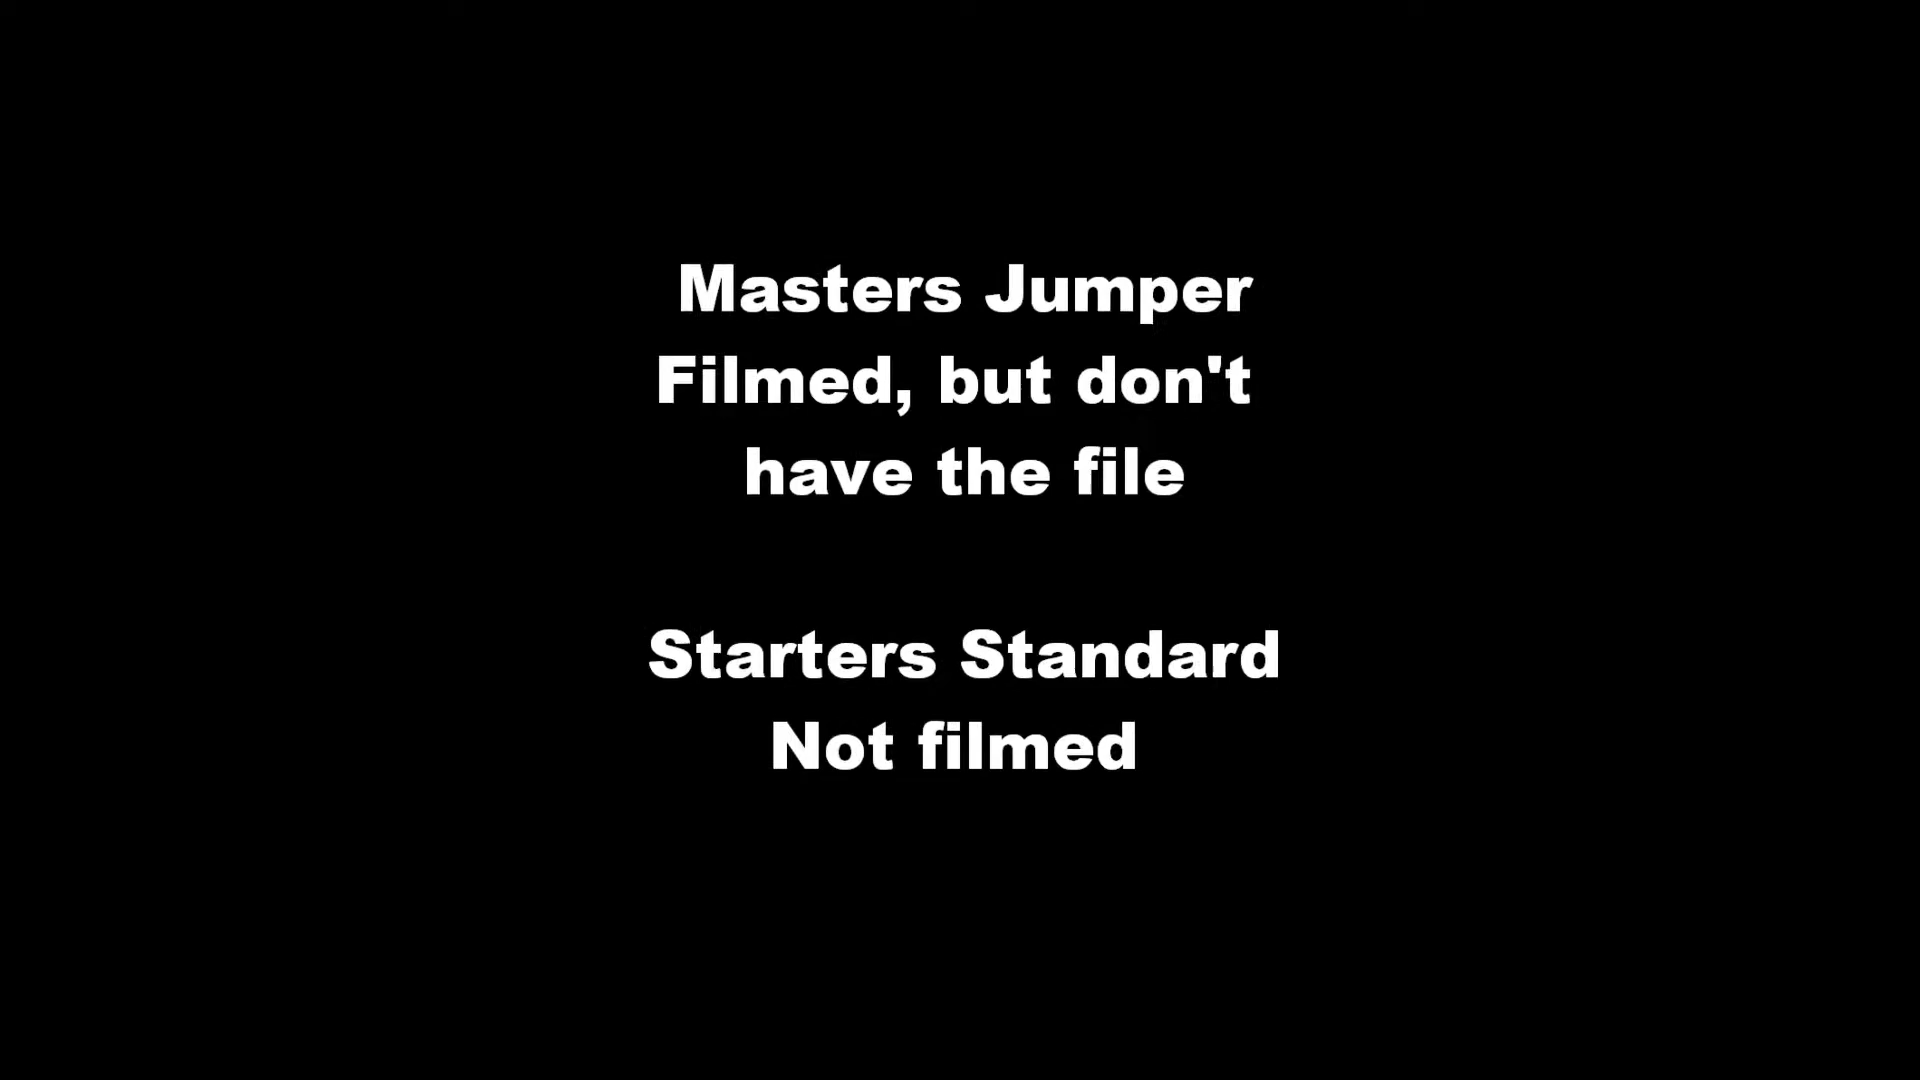 Masters Jumper
Filmed, but don't
have the file
Starters Standard
Not filmed